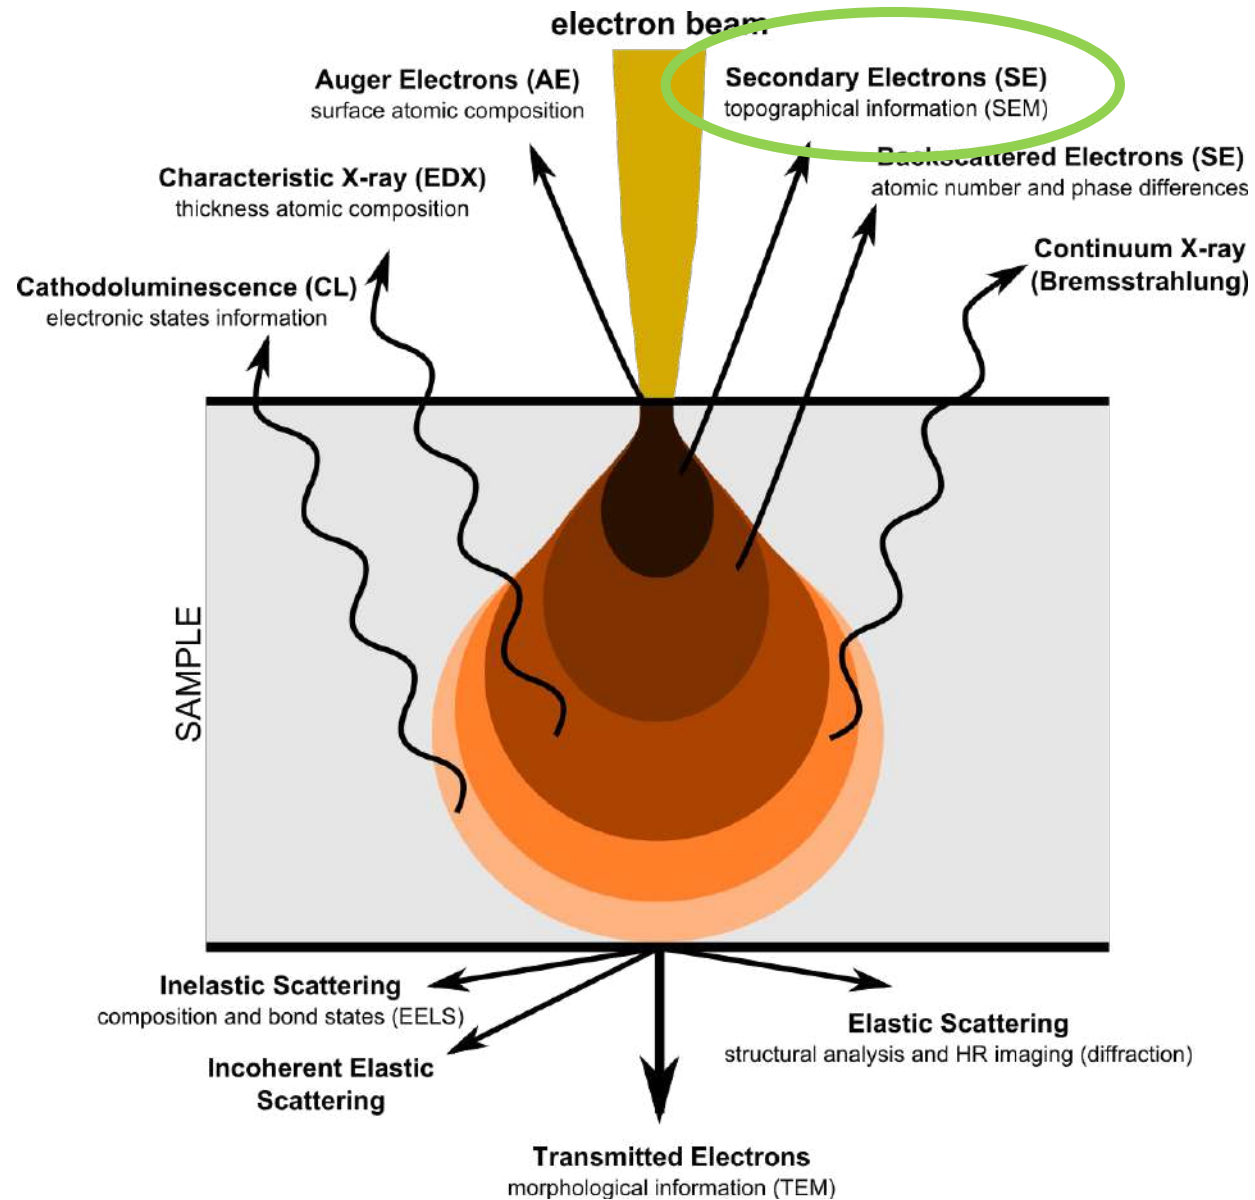 electron beam
Auger Electrons (AE)
surface atomic composition
Secondary Electrons (SE)
topographical information (SEM)
Characteristic X-ray (EDX)
thickness atomic composition
Backscattered Electrons (SE)
atomic number and phase differences
Cathodoluminescence (CL)
electronic states information
Continuum X-ray
(Bremsstrahlung)
SAMPLE
Inelastic Scattering
composition and bond states (EELS)
Incoherent Elastic
Scattering
Elastic Scattering
structural analysis and HR imaging (diffraction)
Transmitted Electrons
morphological information (TEM)